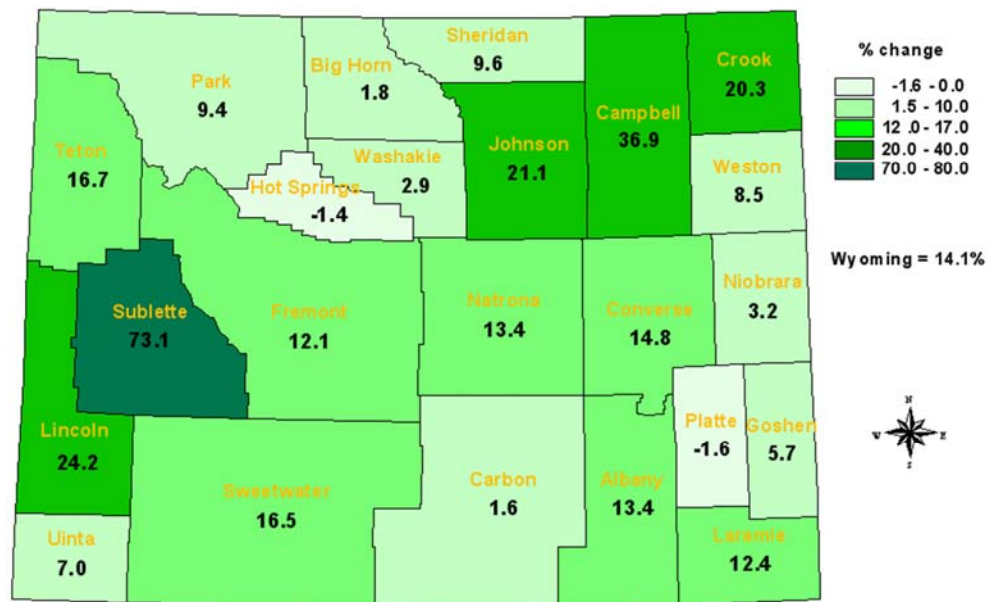 Sheridan
9.6
Park
9.4
Big Horn
1.8
Campbell
36.9
Crook
20.3
Teton
16.7
Washakie
2.9
Johnson
21.1
Weston
8.5
Hot Springs
-1.4
Sublette
73.1
Fremont
12.1
Natrona
13.4
Converse
14.8
Niobrara
3.2
Lincoln
24.2
Sweetwater
16.5
Carbon
1.6
Albany
13.4
Platte
-1.6
Goshen
5.7
Uinta
7.0
Laramie
12.4
% change
-1.6 - 0.0
1.5 - 10.0
12.0 - 17.0
20.0 - 40.0
70.0 - 80.0
Wyoming = 14.1%
N
W E
S